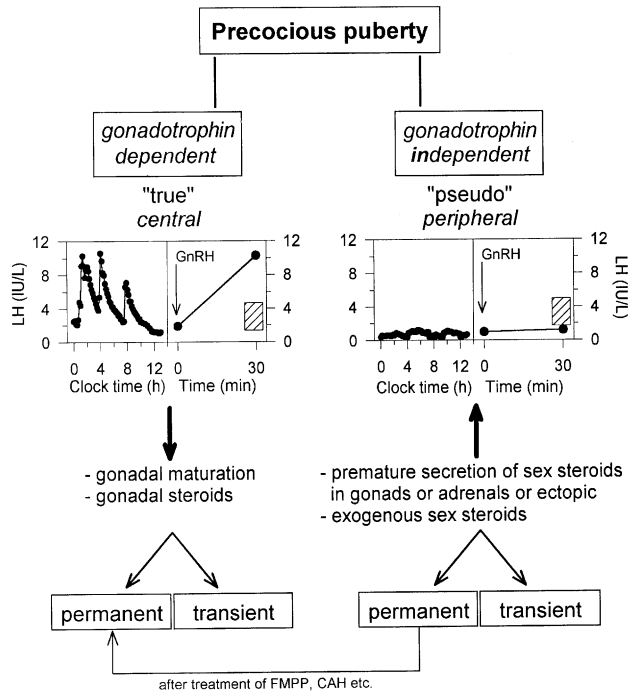 Precocious puberty
gonadotrophin
dependent
"true"
central
LH (IU/L)
12
8
4
0
GnRH
12
8
4
0
0 4 8 12
0 30
Clock time (h)
Time (min)
- gonadal maturation
- gonadal steroids
permanent
transient
gonadotrophin
independent
"pseudo"
peripheral
12
8
4
0
GnRH
12
8
4
0
LH (IU/L)
0 4 8 12
0 30
Clock time (h)
Time (min)
- premature secretion of sex steroids
in gonads or adrenals or ectopic
- exogenous sex steroids
permanent
transient
after treatment of FMPP, CAH etc.